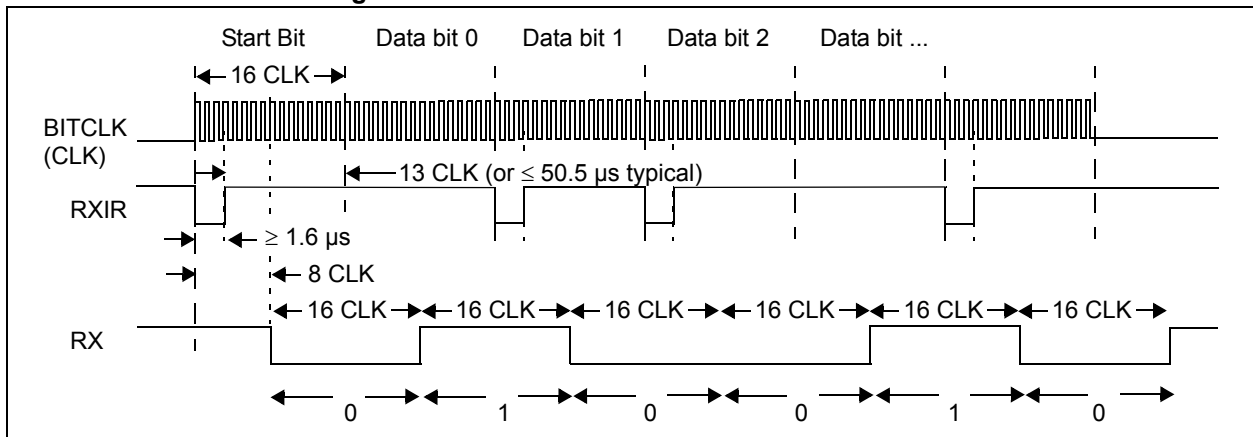 Start Bit Data bit 0 Data bit 1 Data bit 2 Data bit ...
16 CLK
BITCLK
(CLK)
13 CLK (or ≤ 50.5 µs typical)
RXIR
≥ 1.6 µs
8 CLK
16 CLK 16 CLK 16 CLK 16 CLK 16 CLK 16 CLK
RX
0 1 0 0 1 0